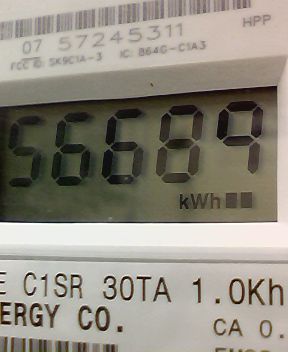 HPP
07 57245311
FCC ID: SK9C1A-3 IC: 864G-C1A3
56689
kWh
E C1SR 30TA 1.0Kh
ERGY CO.
CA 0.